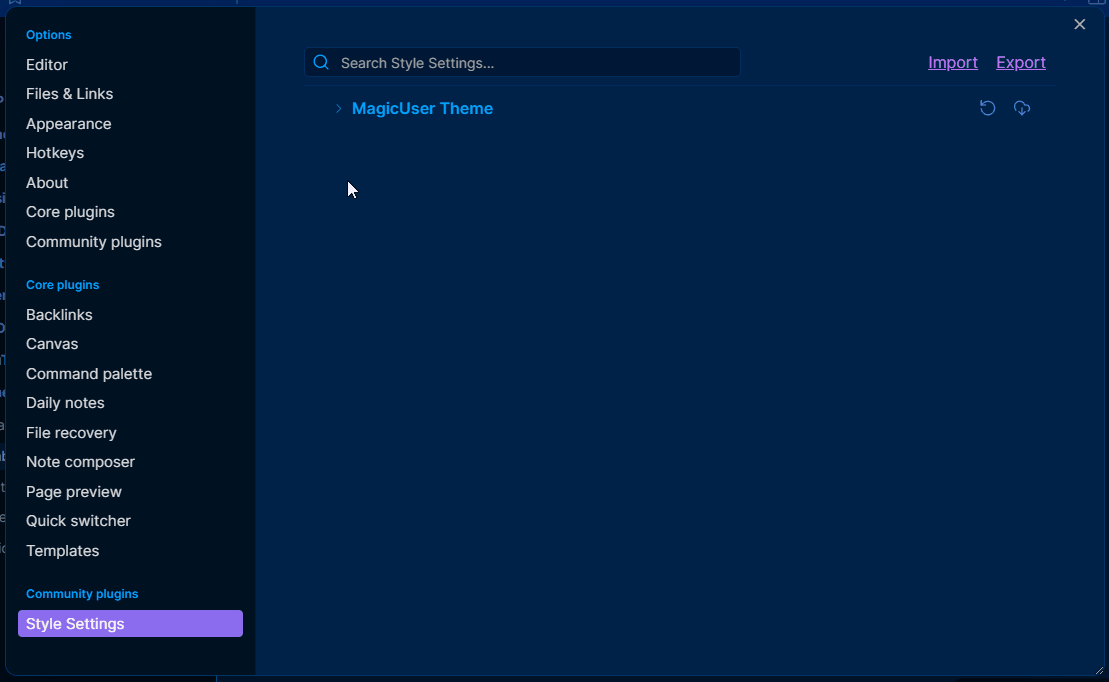 Options
Editor
Files & Links
Appearance
Hotkeys
About
Core plugins
Community plugins
Core plugins
Backlinks
Canvas
Command palette
Daily notes
File recovery
Note composer
Page preview
Quick switcher
Templates
Community plugins
Style Settings
Search Style Settings...
Import Export
MagicUser Theme